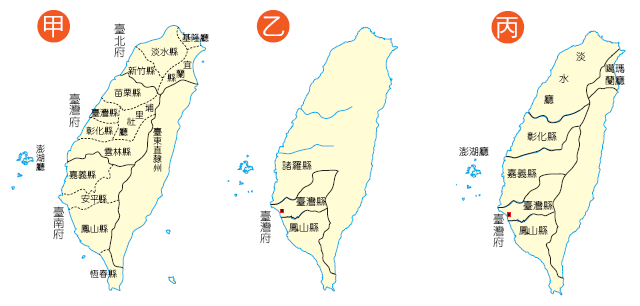 甲
臺北府
基隆廳
淡水縣
宜蘭縣
新竹縣
苗栗縣
臺灣府
臺灣縣
埔里社廳
彰化縣
臺東直隸州
雲林縣
澎湖廳
嘉義縣
安平縣
臺南府
鳳山縣
恆春縣
乙
諸羅縣
臺灣縣
臺灣府
鳳山縣
丙
淡水廳
噶瑪蘭廳
彰化縣
澎湖廳
嘉義縣
臺灣縣
臺灣府
鳳山縣